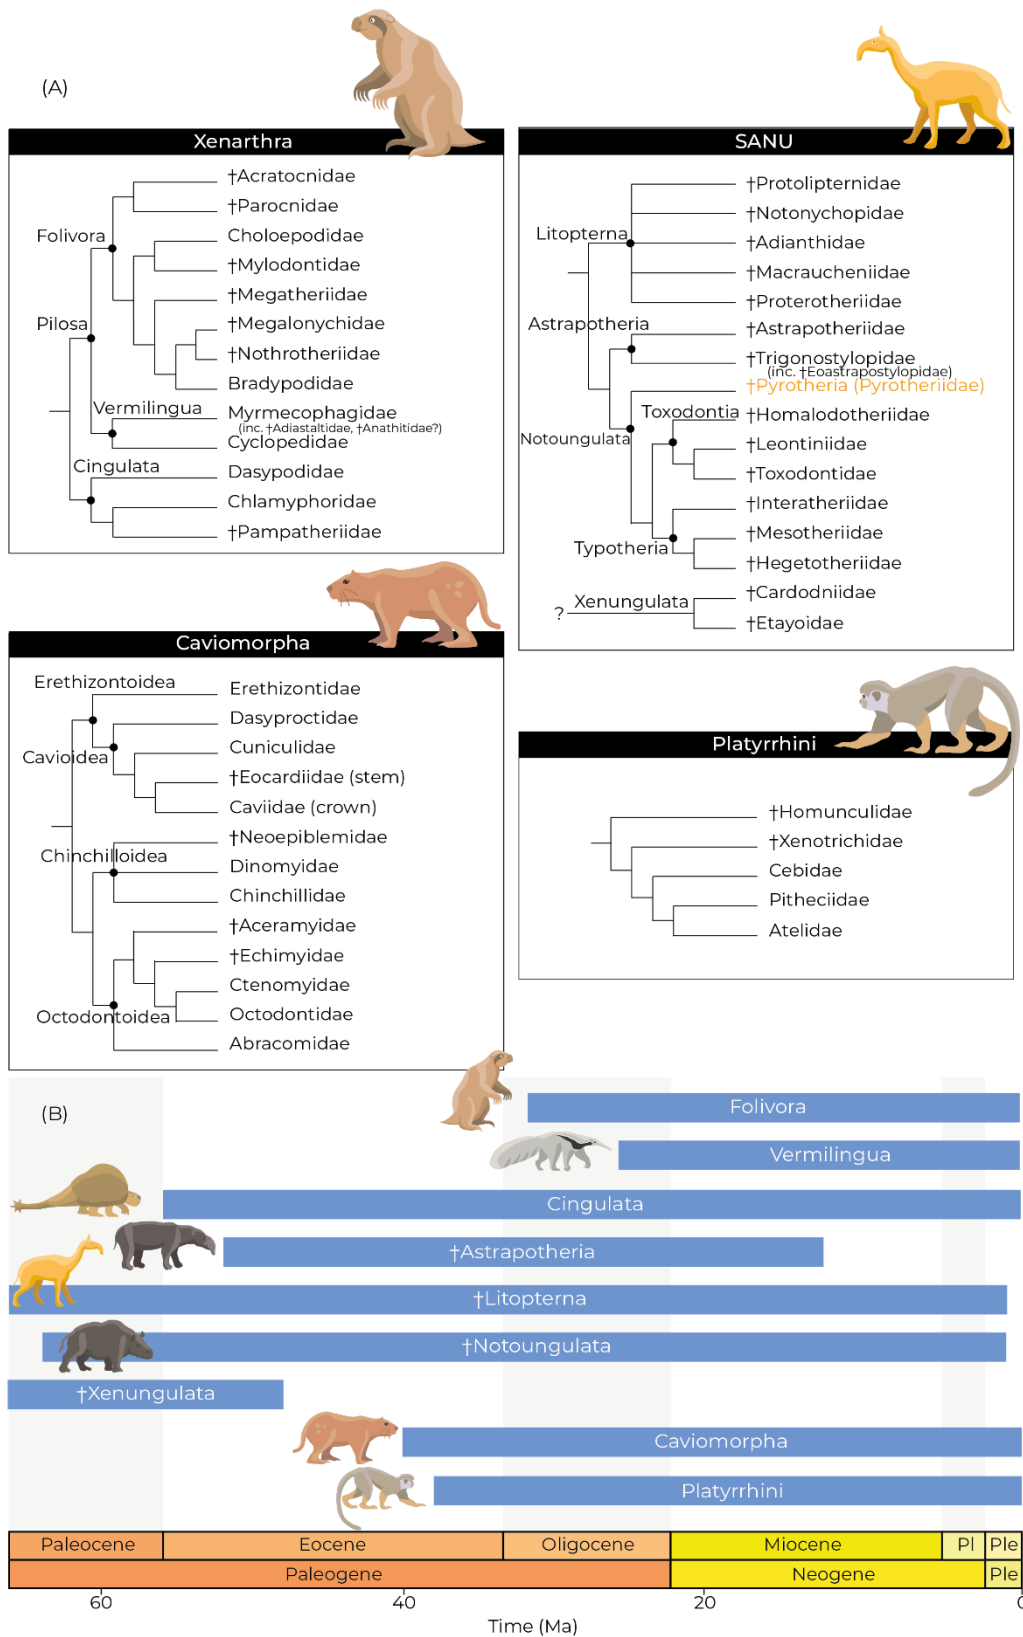 (A)
Xenarthra
†Acratocnidae
†Parocnidae
Folivora
Choloepodidae
†Mylodontidae
†Megatheriidae
Pilosa
†Megalonychidae
†Nothrotheriidae
Bradypodidae
Vermilingua
Myrmecophagidae
(inc. †Adiastaltidae, †Anathitidae?)
Cyclopedidae
Cingulata
Dasypodidae
Chlamyphoridae
†Pampatheriidae
SANU
†Protolipternidae
†Notonychopidae
Litopterna
†Adianthidae
†Macraucheniidae
†Proterotheriidae
Astrapotheria
†Astrapotheriidae
†Trigonostylopidae
(inc. †Eoastrapostylopidae)
†Pyrotheria (Pyrotheriidae)
Toxodontia
†Homalodotheriidae
Notoungulata
†Leontiniidae
†Toxodontidae
†Interatheriidae
†Mesotheriidae
Typotheria
†Hegetotheriidae
†Cardodniidae
? Xenungulata
†Etayoidae
Caviomorpha
Erethizontoidea
Erethizontidae
Dasyproctidae
Cavioidea
Cuniculidae
†Eocardiidae (stem)
Caviidae (crown)
†Neoepiblemidae
Chinchilloidea
Dinomyidae
Chinchillidae
†Aceramyidae
†Echimyidae
Ctenomyidae
Octodontoidea
Octodontidae
Abracomidae
Platyrrhini
†Homunculidae
†Xenotrichidae
Cebidae
Pitheciidae
Atelidae
(B)
Folivora
Vermilingua
Cingulata
†Astrapotheria
†Litopterna
†Notoungulata
†Xenungulata
Caviomorpha
Platyrrhini
Paleocene Eocene Oligocene Miocene Pl Ple
Paleogene Neogene Ple
60 40 20 0
Time (Ma)